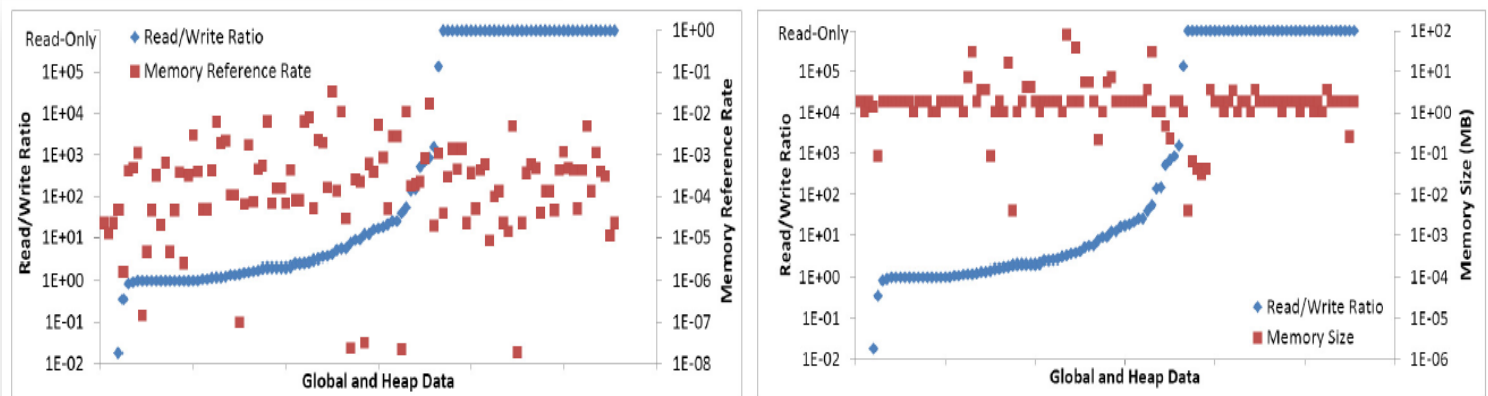 Read-Only
Read/Write Ratio
Memory Reference Rate
1E+05
1E+04
1E+03
1E+02
1E+01
1E+00
1E-01
1E-02
Read/Write Ratio
1E+00
1E-01
1E-02
1E-03
1E-04
1E-05
1E-06
1E-07
1E-08
Memory Reference Rate
Global and Heap Data
Read-Only
1E+05
1E+04
1E+03
1E+02
1E+01
1E+00
1E-01
1E-02
Read/Write Ratio
1E+02
1E+01
1E+00
1E-01
1E-02
1E-03
1E-04
1E-05
1E-06
Memory Size (MB)
Read/Write Ratio
Memory Size
Global and Heap Data